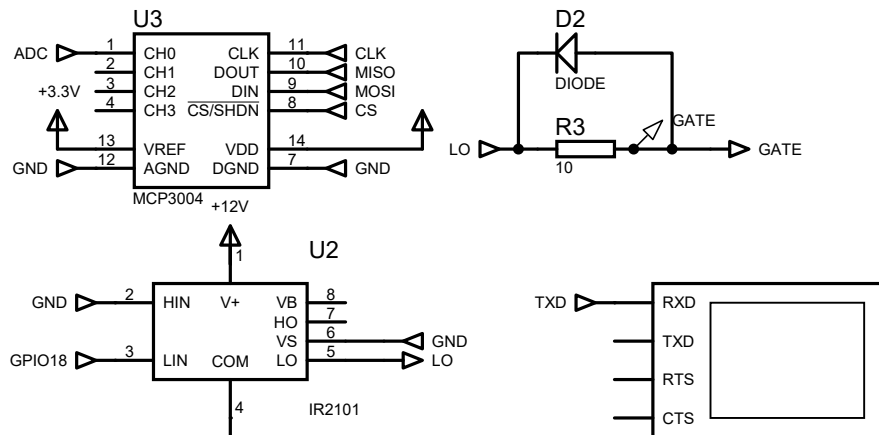 U3
ADC 1 CH0 CLK 11 CLK
2 CH1 DOUT 10 MISO
3 CH2 DIN 9 MOSI
4 CH3 CS/SHDN 8 CS
+3.3V
13 VREF VDD 14
GND 12 AGND DGND 7 GND
MCP3004
D2
DIODE
R3
GATE
LO
10
GATE
+12V
1
U2
GND 2 HIN V+ VB 8
HO 7
VS 6 GND
GPIO18 3 LIN COM LO 5 LO
4
IR2101
TXD RXD
TXD
RTS
CTS